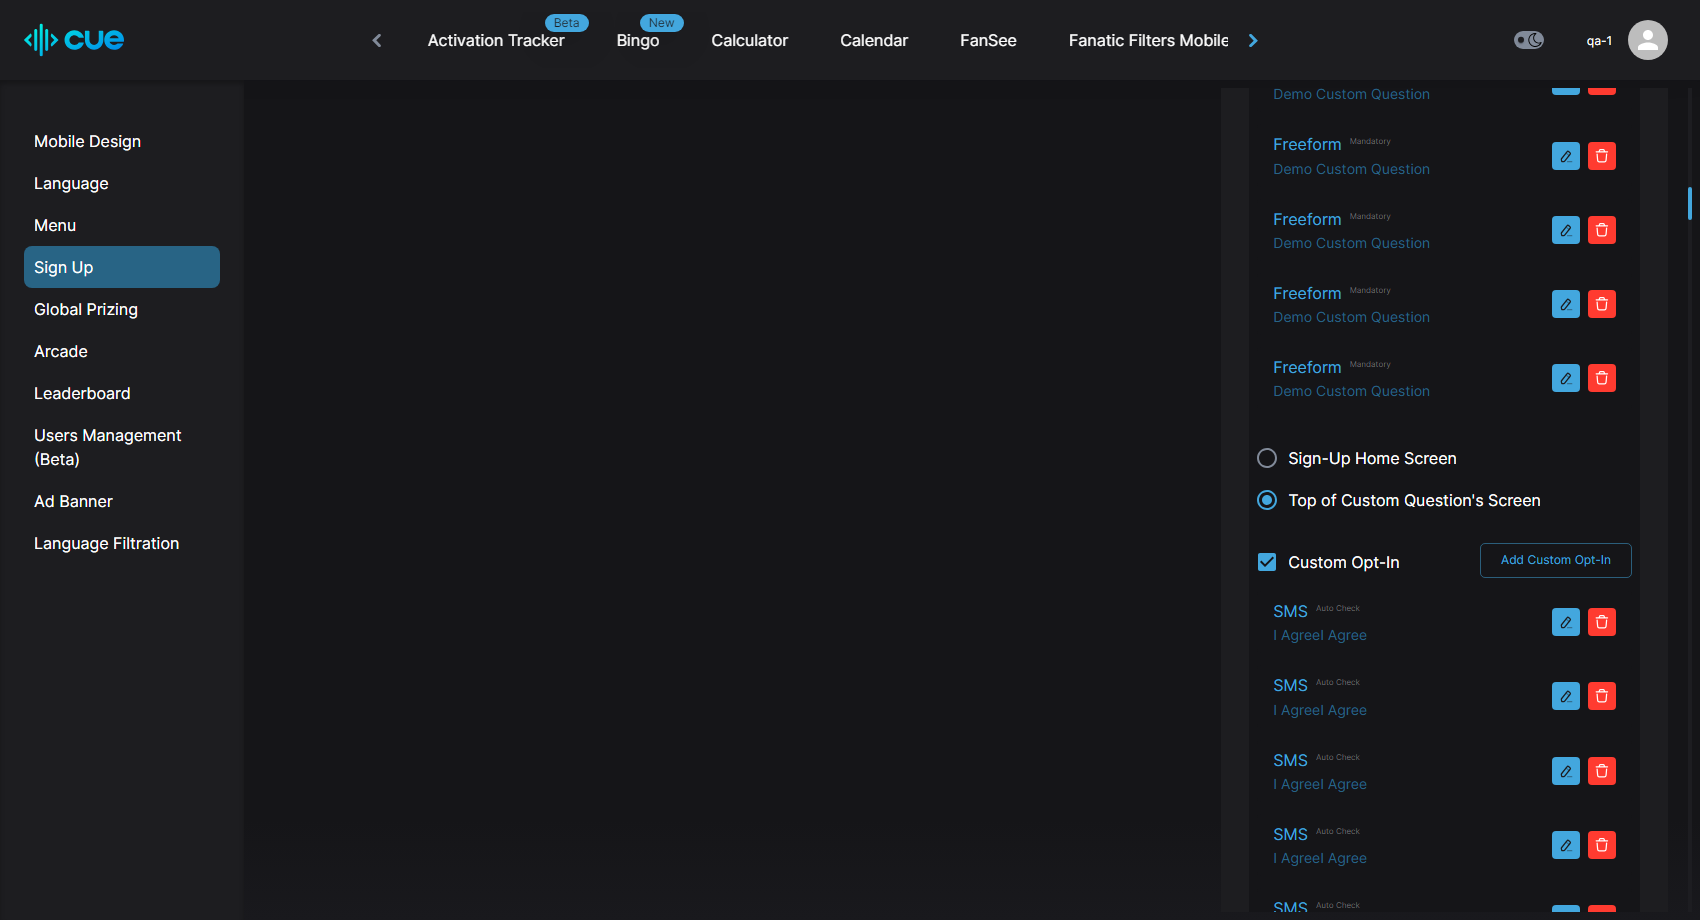 cue
Activation Tracker
Beta
Bingo
New
Calculator
Calendar
FanSee
Fanatic Filters Mobile
qa-1
Mobile Design
Language
Menu
Sign Up
Global Prizing
Arcade
Leaderboard
Users Management
(Beta)
Ad Banner
Language Filtration
Demo Custom Question
Freeform Mandatory
Demo Custom Question
Freeform Mandatory
Demo Custom Question
Freeform Mandatory
Demo Custom Question
Freeform Mandatory
Demo Custom Question
Sign-Up Home Screen
Top of Custom Question's Screen
Custom Opt-In
Add Custom Opt-In
SMS Auto Check
I AgreeI Agree
SMS Auto Check
I AgreeI Agree
SMS Auto Check
I AgreeI Agree
SMS Auto Check
I AgreeI Agree
SMS Auto Check